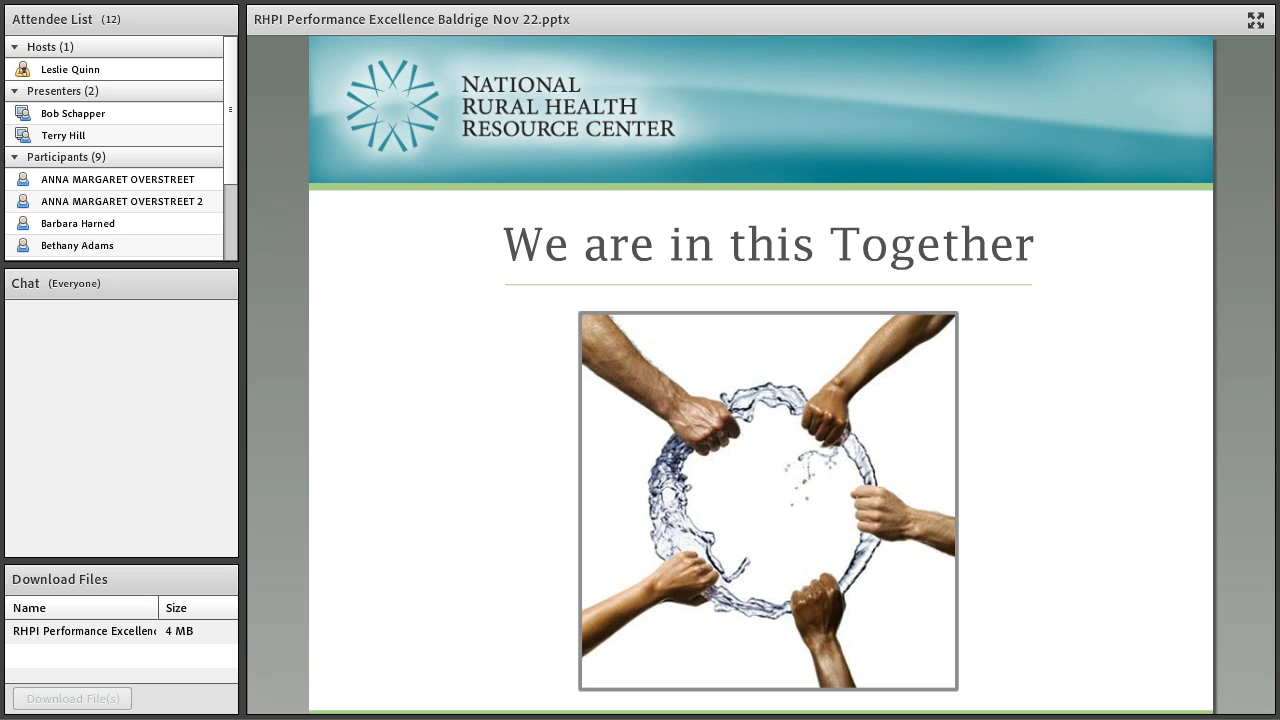 Attendee List (12)
Hosts (1)
Leslie Quinn
Presenters (2)
Bob Schapper
Terry Hill
Participants (9)
ANNA MARGARET OVERSTREET
ANNA MARGARET OVERSTREET 2
Barbara Harned
Bethany Adams
Chat (Everyone)
Download Files
Name Size
RHPI Performance Excellenc 4 MB
Download File(s)
RHPI Performance Excellence Baldrige Nov 22.pptx
NATIONAL
RURAL HEALTH
RESOURCE CENTER
We are in this Together